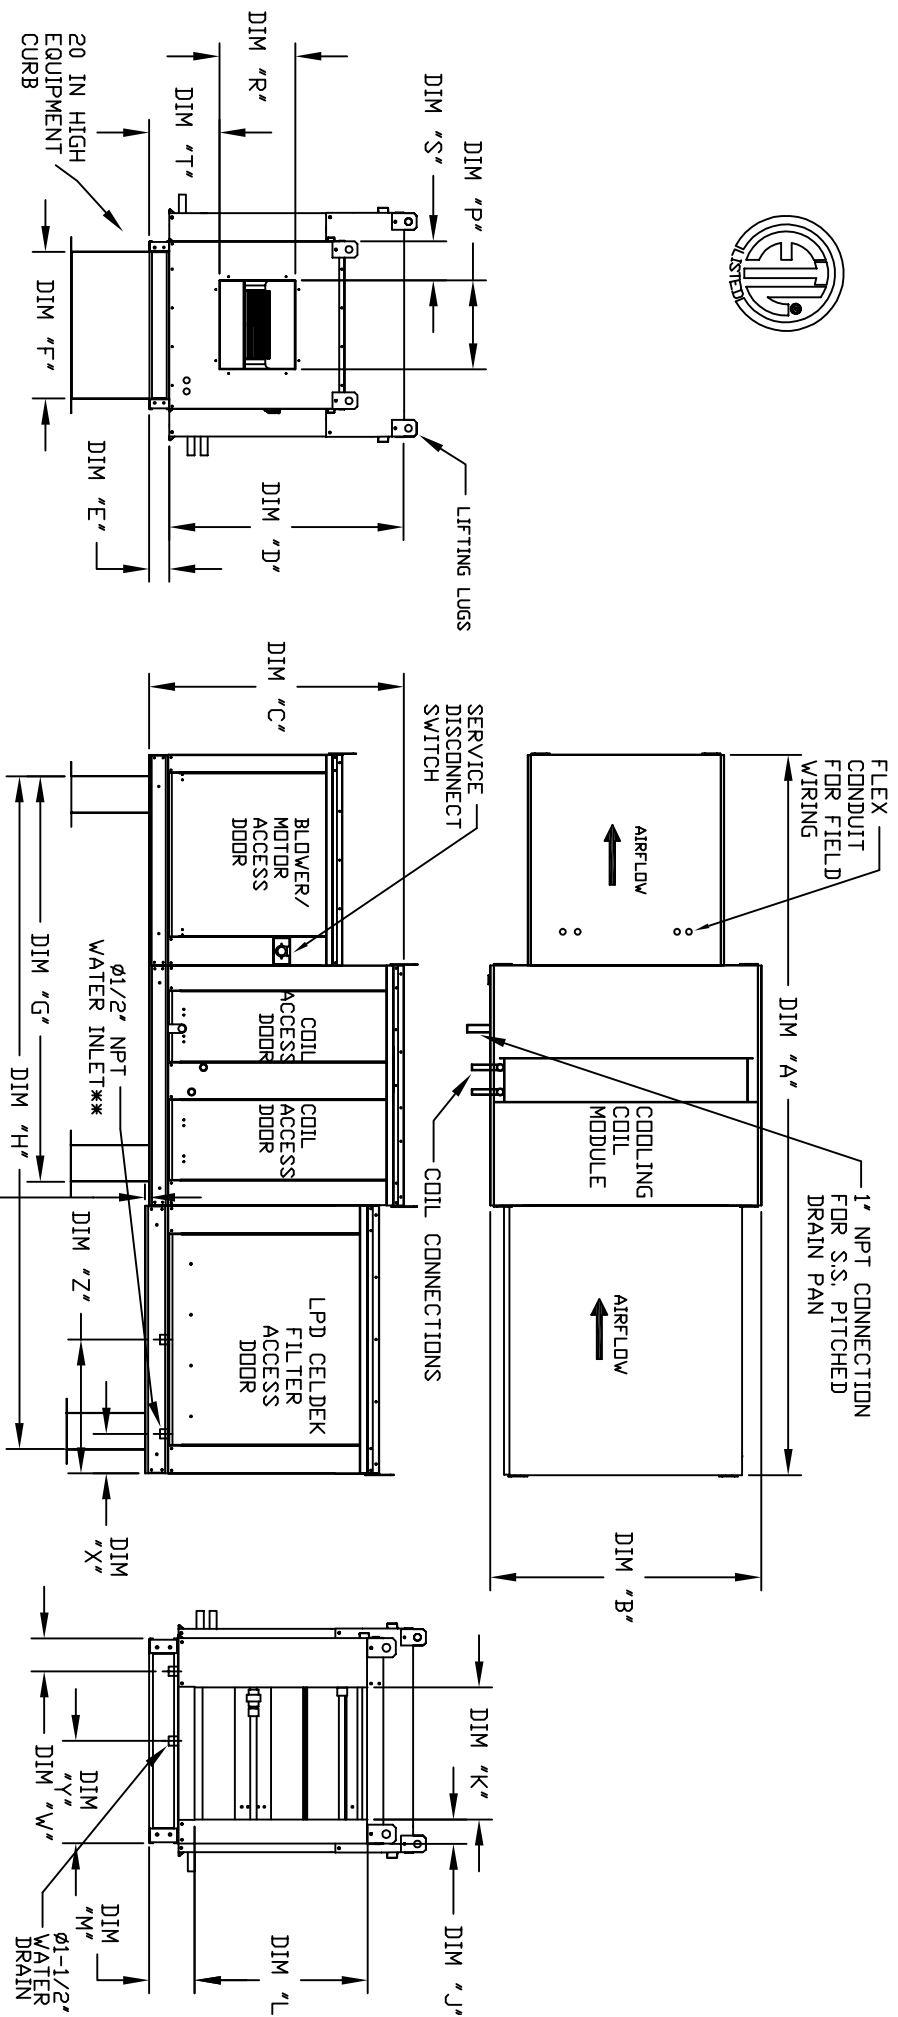 LISTED
FLEX
CONDUIT
FOR FIELD
WIRING
DIM "A"
1" NPT CONNECTION
FOR S.S. PITCHED
DRAIN PAN
AIRFLOW
COOLING
COIL
MODULE
AIRFLOW
DIM "B"
COIL CONNECTIONS
DIM "P"
DIM "S"
DIM "R"
DIM "T"
20 IN HIGH
EQUIPMENT
CURB
DIM "F"
DIM "E"
DIM "D"
LIFTING LUGS
SERVICE
DISCONNECT
SWITCH
DIM "C"
BLOWER/
MOTOR
ACCESS
DOOR
COIL
ACCESS
DOOR
COIL
ACCESS
DOOR
LPD CELDEK
FILTER
ACCESS
DOOR
Ø1/2" NPT
WATER INLET**
DIM "G"
DIM "H"
DIM "Z"
DIM
"X"
DIM "K"
DIM "J"
DIM "L
DIM
"M"
DIM
"Y"
DIM "W"
Ø1-1/2"
WATER
DRAIN